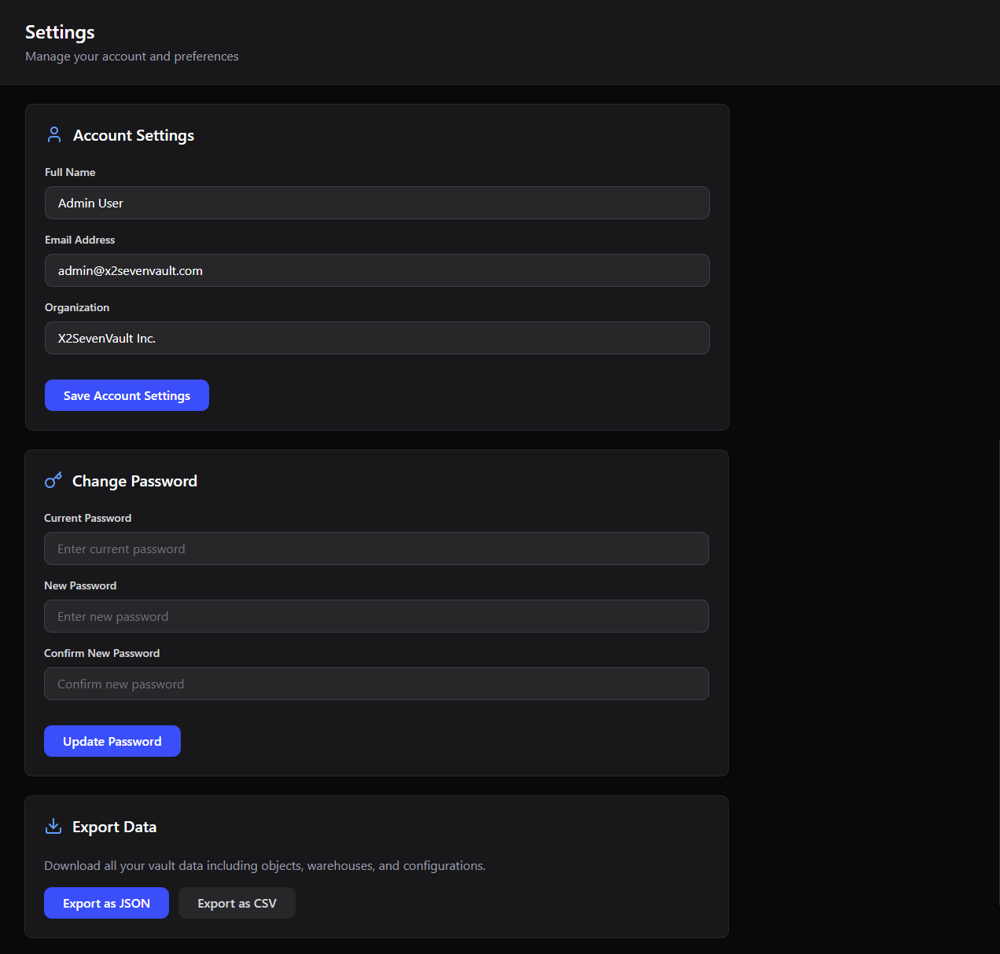 Settings
Manage your account and preferences
Account Settings
Full Name
Admin User
Email Address
admin@x2sevenvault.com
Organization
X2SevenVault Inc.
Save Account Settings
Change Password
Current Password
Enter current password
New Password
Enter new password
Confirm New Password
Confirm new password
Update Password
Export Data
Download all your vault data including objects, warehouses, and configurations.
Export as JSON Export as CSV